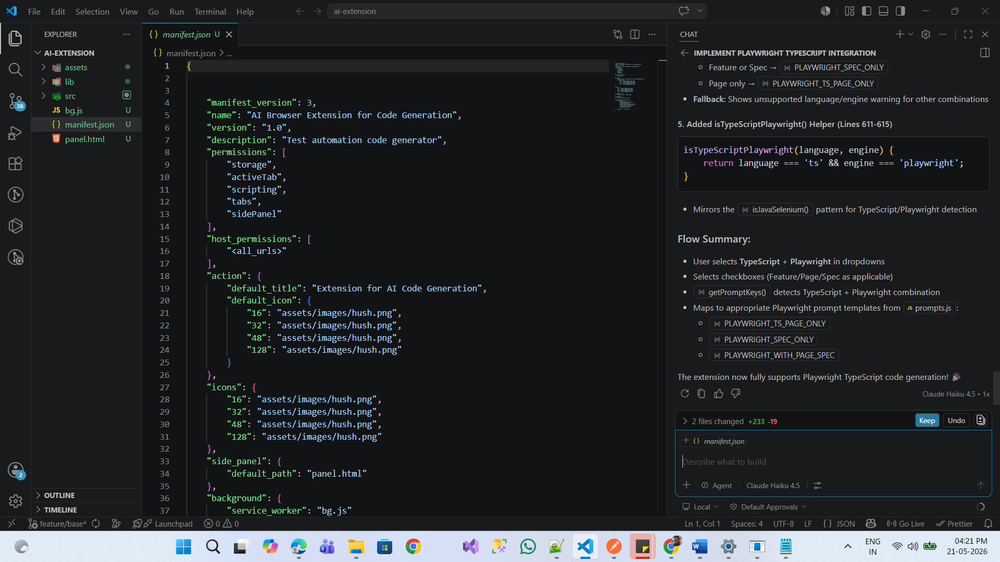 File Edit Selection View Go Run Terminal Help
ai-extension
EXPLORER
AI-EXTENSION
assets
lib
src
JS bg.js U
{} manifest.json U
panel.html U
36
2
OUTLINE
TIMELINE
{} manifest.json U
{} manifest.json > ...
1 {
2
3
4 "manifest_version": 3,
5 "name": "AI Browser Extension for Code Generation",
6 "version": "1.0",
7 "description": "Test automation code generator",
8 "permissions": [
9 "storage",
10 "activeTab",
11 "scripting",
12 "tabs",
13 "sidePanel"
14 ],
15 "host_permissions": [
16 "<all_urls>"
17 ],
18 "action": {
19 "default_title": "Extension for AI Code Generation",
20 "default_icon": {
21 "16": "assets/images/hush.png",
22 "32": "assets/images/hush.png",
23 "48": "assets/images/hush.png",
24 "128": "assets/images/hush.png"
25 }
26 },
27 "icons": {
28 "16": "assets/images/hush.png",
29 "32": "assets/images/hush.png",
30 "48": "assets/images/hush.png",
31 "128": "assets/images/hush.png"
32 },
33 "side_panel": {
34 "default_path": "panel.html"
35 },
36 "background": {
37 "service_worker": "bg.js"
CHAT
IMPLEMENT PLAYWRIGHT TYPESCRIPT INTEGRATION
Feature or Spec → PLAYWRIGHT_SPEC_ONLY
Page only → PLAYWRIGHT_TS_PAGE_ONLY
Fallback: Shows unsupported language/engine warning for other combinations
5. Added isTypeScriptPlaywright() Helper (Lines 611-615)
isTypeScriptPlaywright(language, engine) {
return language === 'ts' && engine === 'playwright';
}
Mirrors the isJavaSelenium() pattern for TypeScript/Playwright detection
Flow Summary:
User selects TypeScript + Playwright in dropdowns
Selects checkboxes (Feature/Page/Spec as applicable)
getPromptKeys() detects TypeScript + Playwright combination
Maps to appropriate Playwright prompt templates from JS prompts.js :
PLAYWRIGHT_TS_PAGE_ONLY
PLAYWRIGHT_SPEC_ONLY
PLAYWRIGHT_WITH_PAGE_SPEC
The extension now fully supports Playwright TypeScript code generation! 🎉
Claude Haiku 4.5 • 1x
2 files changed +233 -19 Keep Undo
+ {} manifest.json
Describe what to build
Agent Claude Haiku 4.5
Local Default Approvals
feature/base* Launchpad 0 0
Ln 1, Col 1 Spaces: 4 UTF-8 LF {} JSON Go Live Prettier
ENG
IN
04:21 PM
21-05-2026